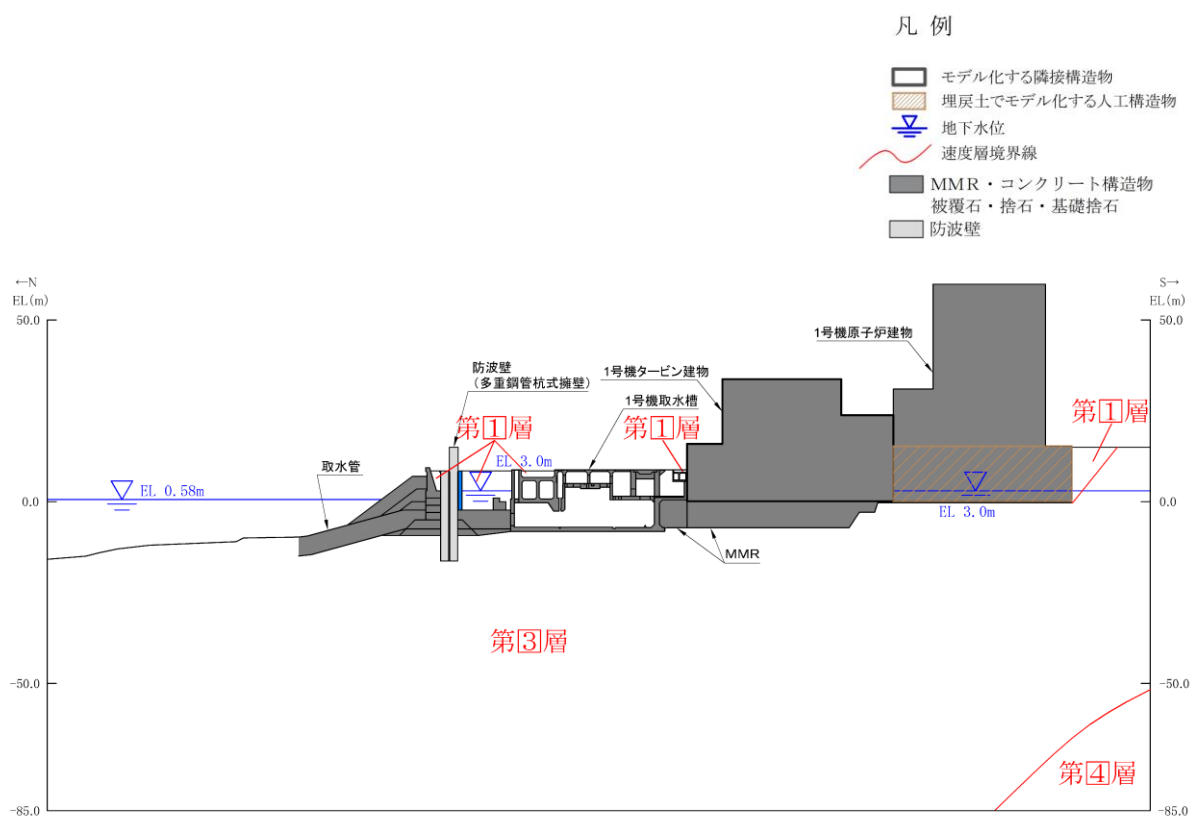 凡 例
モデル化する隣接構造物
埋戻土でモデル化する人工構造物
地下水位
速度層境界線
MMR・コンクリート構造物
被覆石・捨石・基礎捨石
防波壁
←N
EL(m)
S→
EL(m)
50.0
50.0
1号機原子炉建物
防波壁
(多重鋼管杭式擁壁)
1号機タービン建物
1号機取水槽
第1層
第1層
第1層
取水管
EL 3.0m
EL 0.58m
0.0
0.0
EL 3.0m
MMR
第3層
-50.0
-50.0
第4層
-85.0
-85.0